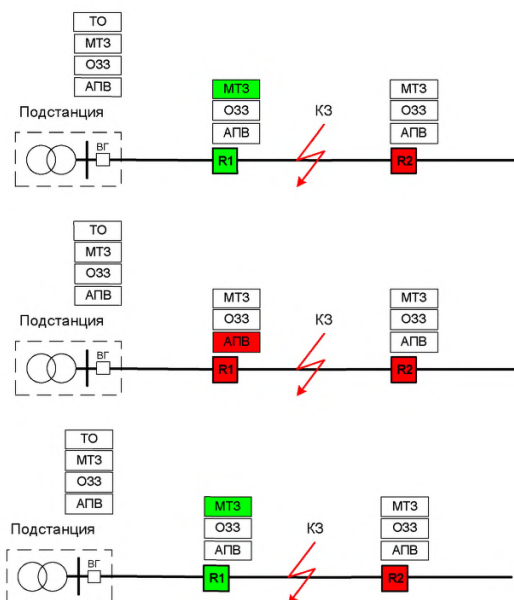 ТО
МТЗ
ОЗЗ
АПВ
Подстанция
ВГ
МТЗ
ОЗЗ
АПВ
R1
КЗ
МТЗ
ОЗЗ
АПВ
R2
ТО
МТЗ
ОЗЗ
АПВ
Подстанция
ВГ
МТЗ
ОЗЗ
АПВ
R1
КЗ
МТЗ
ОЗЗ
АПВ
R2
ТО
МТЗ
ОЗЗ
АПВ
Подстанция
ВГ
МТЗ
ОЗЗ
АПВ
R1
КЗ
МТЗ
ОЗЗ
АПВ
R2